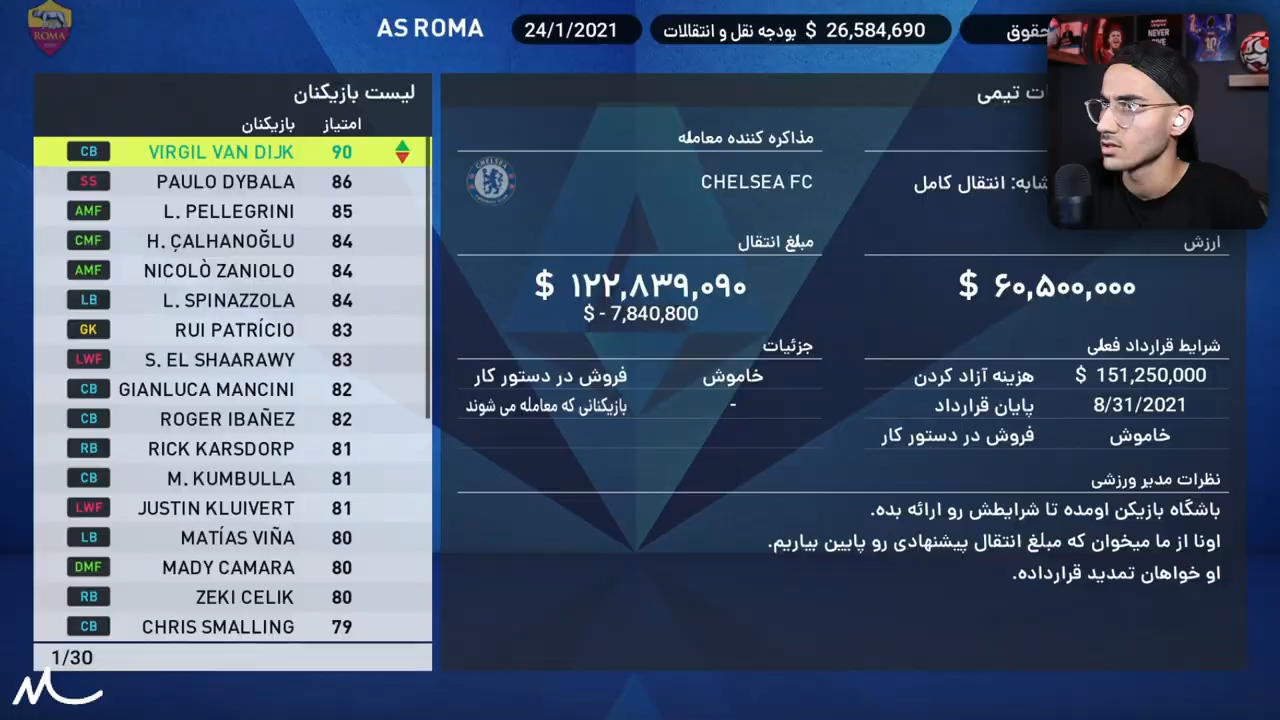 AS ROMA
24/1/2021
بودجه نقل و انتقالات $ 26,584,690
حقوق
ROMA
NEVER
GIVE
10
لیست بازیکنان
بازیکنان امتیاز
CB VIRGIL VAN DIJK 90
SS PAULO DYBALA 86
AMF L. PELLEGRINI 85
CMF H. ÇALHANOĞLU 84
AMF NICOLÒ ZANIOLO 84
LB L. SPINAZZOLA 84
GK RUI PATRÍCIO 83
LWF S. EL SHAARAWY 83
CB GIANLUCA MANCINI 82
CB ROGER IBAÑEZ 82
RB RICK KARSDORP 81
CB M. KUMBULLA 81
LWF JUSTIN KLUIVERT 81
LB MATÍAS VIÑA 80
DMF MADY CAMARA 80
RB ZEKI CELIK 80
CB CHRIS SMALLING 79
1/30
تیمی
مذاکره کننده معامله
CHELSEA FC
انتقال کامل
مبلغ انتقال
$ ۱۲۲,۸۳۹,۰۹۰
$ - 7,840,800
ارزش
$ ۶۰,۵۰۰,۰۰۰
جزئیات
فروش در دستور کار خاموش
بازیکنانی که معامله می شوند -
شرایط قرارداد فعلی
هزینه آزاد کردن $ 151,250,000
پایان قرارداد 8/31/2021
فروش در دستور کار خاموش
نظرات مدیر ورزشی
باشگاه بازیکن اومده تا شرایطش رو ارائه بده.
اونا از ما میخوان که مبلغ انتقال پیشنهادی رو پایین بیاریم.
او خواهان تمدید قرارداده.